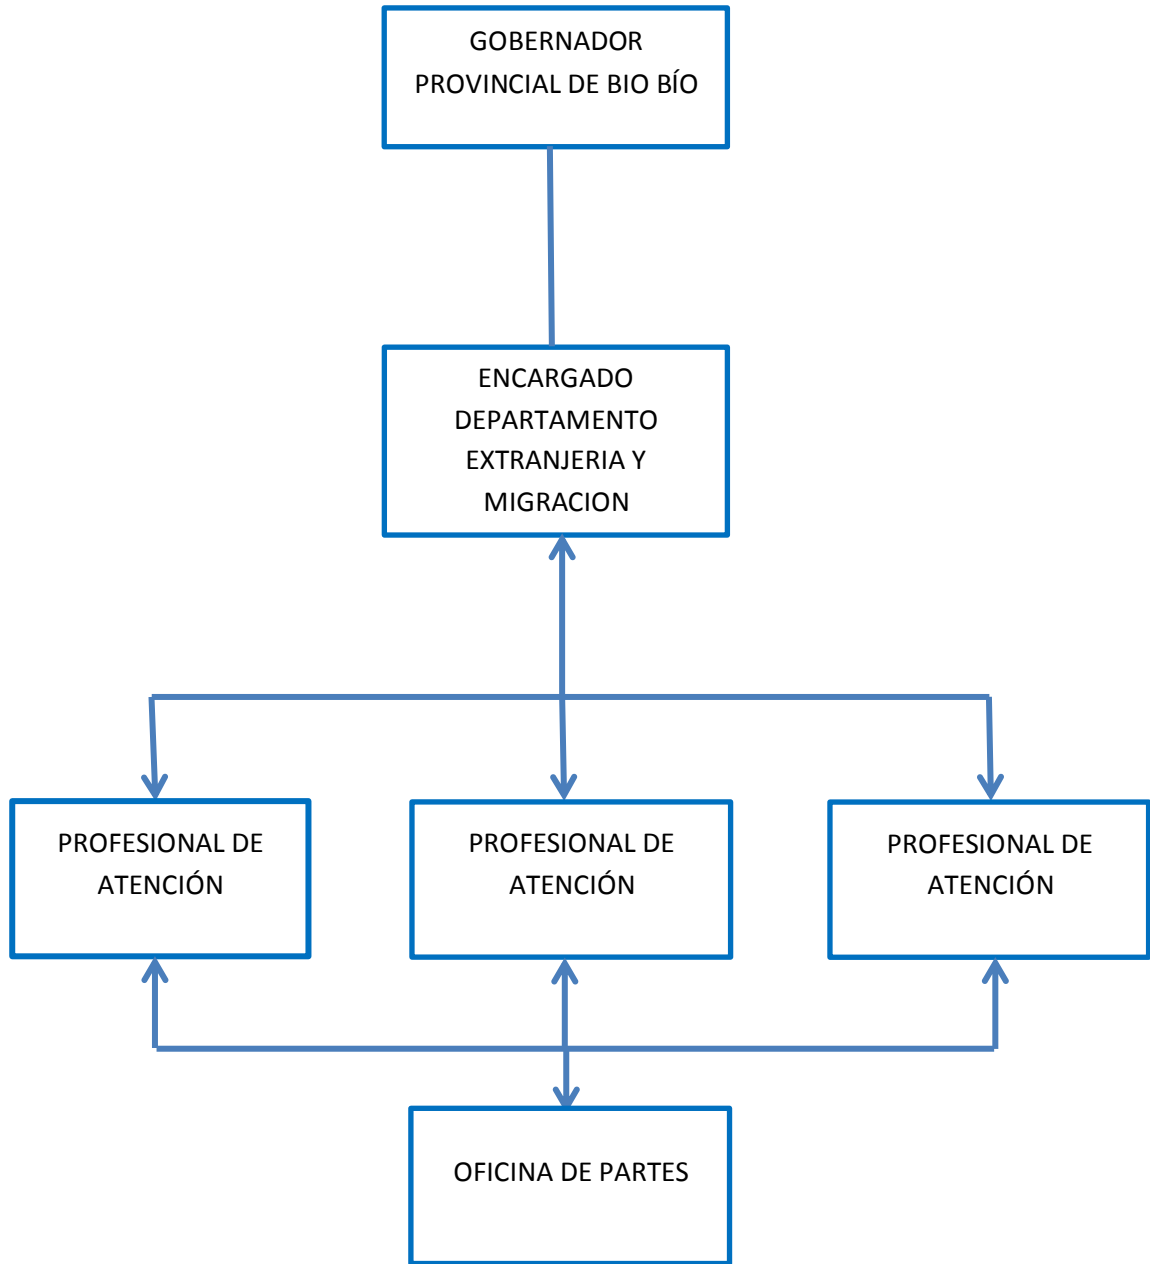 GOBERNADOR
PROVINCIAL DE BIO BÍO
ENCARGADO
DEPARTAMENTO
EXTRANJERIA Y
MIGRACION
PROFESIONAL DE
ATENCIÓN
PROFESIONAL DE
ATENCIÓN
PROFESIONAL DE
ATENCIÓN
OFICINA DE PARTES